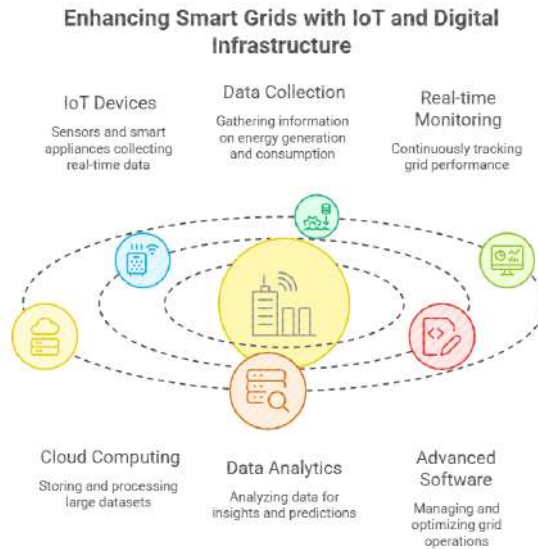 Enhancing Smart Grids with IoT and Digital
Infrastructure
IoT Devices
Sensors and smart
appliances collecting
real-time data
Data Collection
Gathering information
on energy generation
and consumption
Real-time
Monitoring
Continuously tracking
grid performance
Cloud Computing
Storing and processing
large datasets
Data Analytics
Analyzing data for
insights and predictions
Advanced
Software
Managing and
optimizing grid
operations